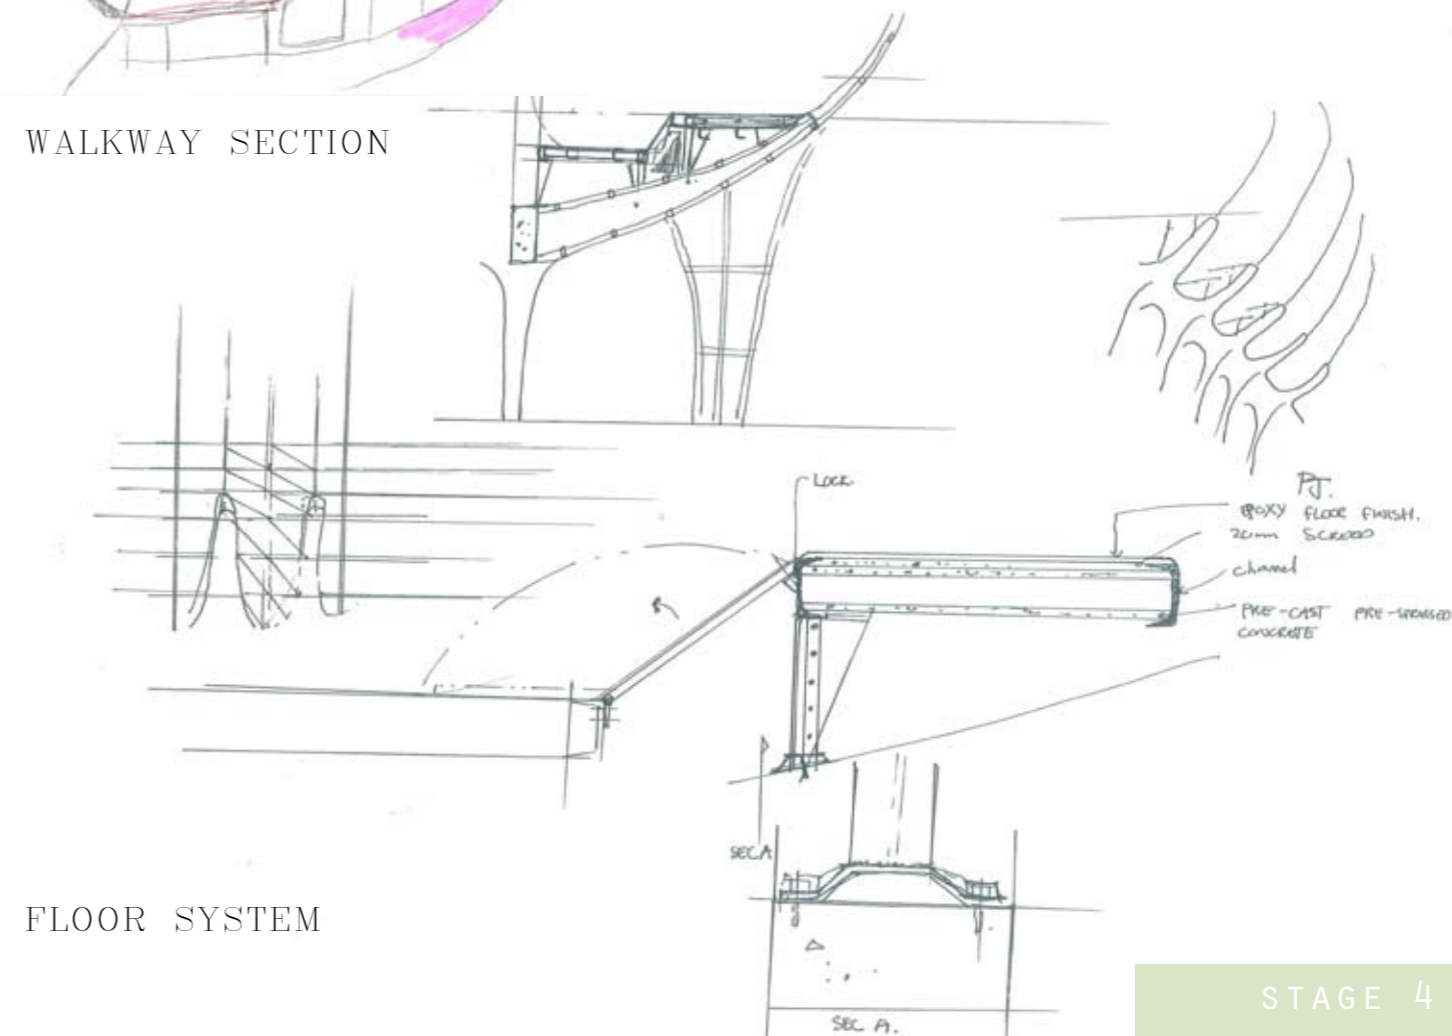 WALKWAY SECTION
LOCK
PJ.
EPOXY FLOOR FINISH.
20mm SCREED
channel
PRE-CAST PRE-STRESSED
CONCRETE
SEC A
FLOOR SYSTEM
SEC A.
STAGE 4